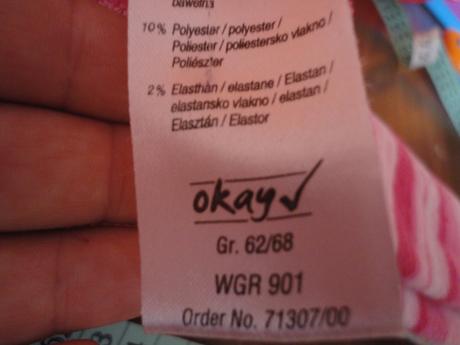 bawełna
10% Polyester / polyester /
Poliester / poliestersko vlakno /
Poliészter
2% Elasthan / elastane / Elastan /
elastansko vlakno / elastan /
Elasztán / Elastor
okay
Gr. 62/68
WGR 901
Order No. 71307/00